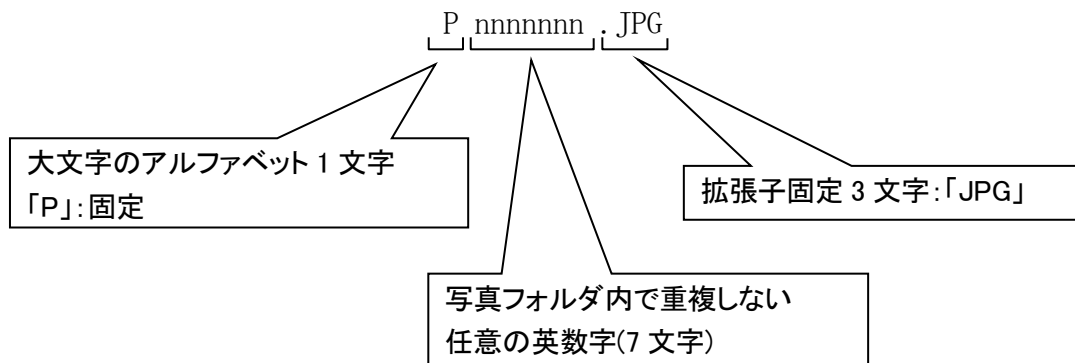 P nnnnnnn . JPG
大文字のアルファベット 1 文字
「P」:固定
拡張子固定 3 文字:「JPG」
写真フォルダ内で重複しない
任意の英数字(7 文字)